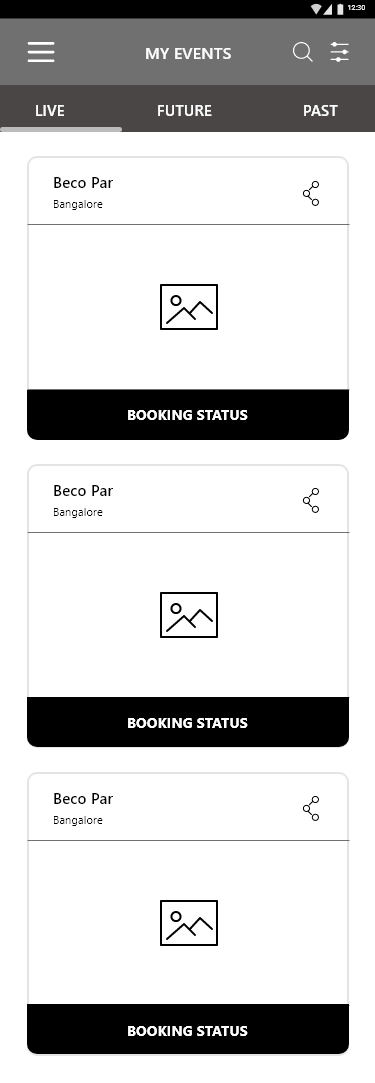 12:30
MY EVENTS
LIVE FUTURE PAST
Beco Par
Bangalore
BOOKING STATUS
Beco Par
Bangalore
BOOKING STATUS
Beco Par
Bangalore
BOOKING STATUS